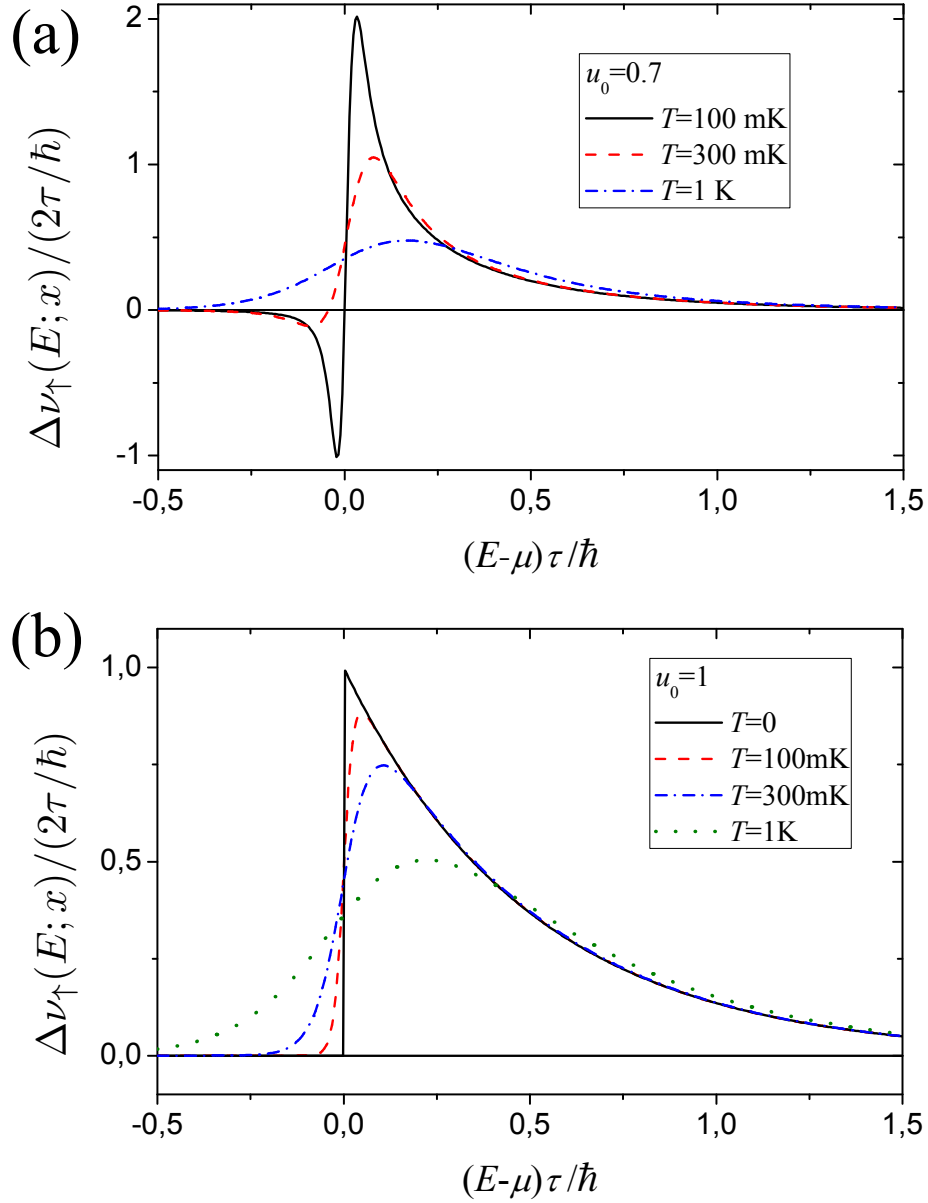 (a)
Δν↑(E; x)/(2τ/ħ)
2
1
0
-1
u₀=0.7
T=100 mK
T=300 mK
T=1 K
-0,5
0,0
0,5
1,0
1,5
(E-μ)τ/ħ
(b)
Δν↑(E; x)/(2τ/ħ)
1,0
0,5
0,0
u₀=1
T=0
T=100mK
T=300mK
T=1K
-0,5
0,0
0,5
1,0
1,5
(E-μ)τ/ħ